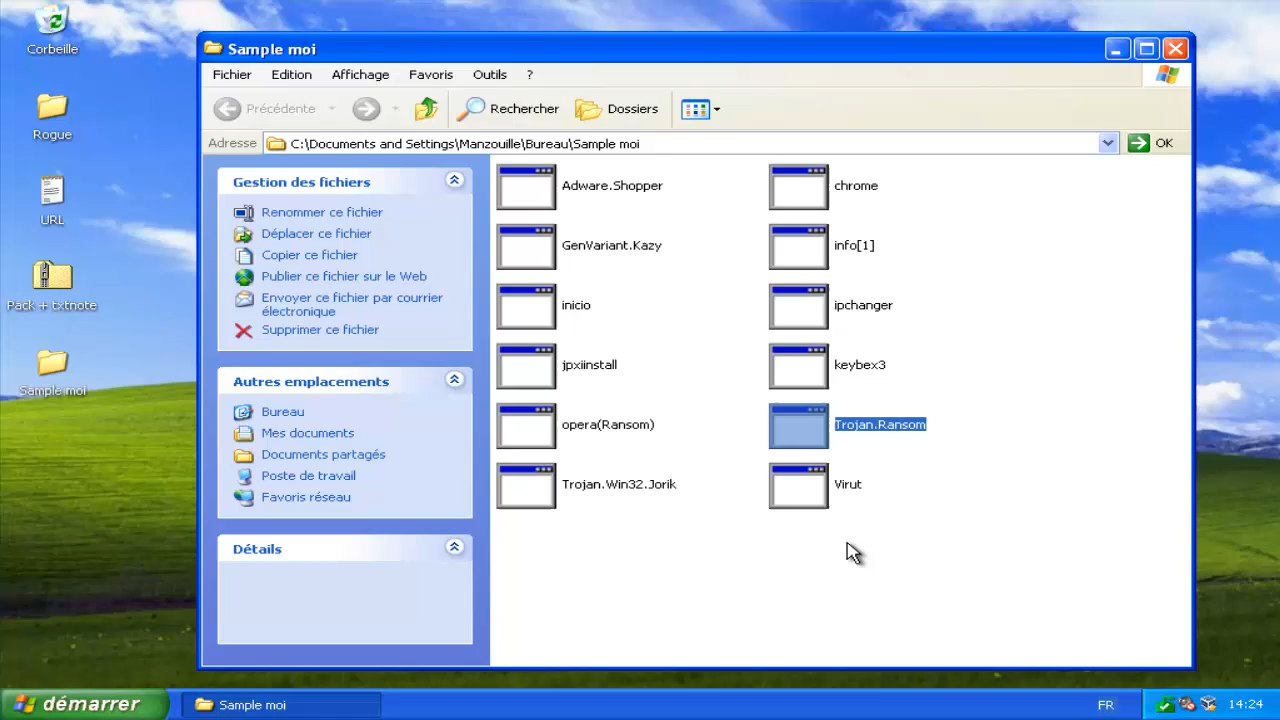 Corbeille
Rogue
URL
Pack + txtnote
Sample moi
Sample moi
Fichier Edition Affichage Favoris Outils ?
Précédente Rechercher Dossiers
Adresse C:\Documents and Settings\Manzouille\Bureau\Sample moi OK
Gestion des fichiers
Renommer ce fichier
Déplacer ce fichier
Copier ce fichier
Publier ce fichier sur le Web
Envoyer ce fichier par courrier
électronique
Supprimer ce fichier
Autres emplacements
Bureau
Mes documents
Documents partagés
Poste de travail
Favoris réseau
Détails
Adware.Shopper chrome
GenVariant.Kazy info[1]
inicio ipchanger
jpxiinstall keybex3
opera(Ransom) Trojan.Ransom
Trojan.Win32.Jorik Virut
démarrer Sample moi FR 14:24